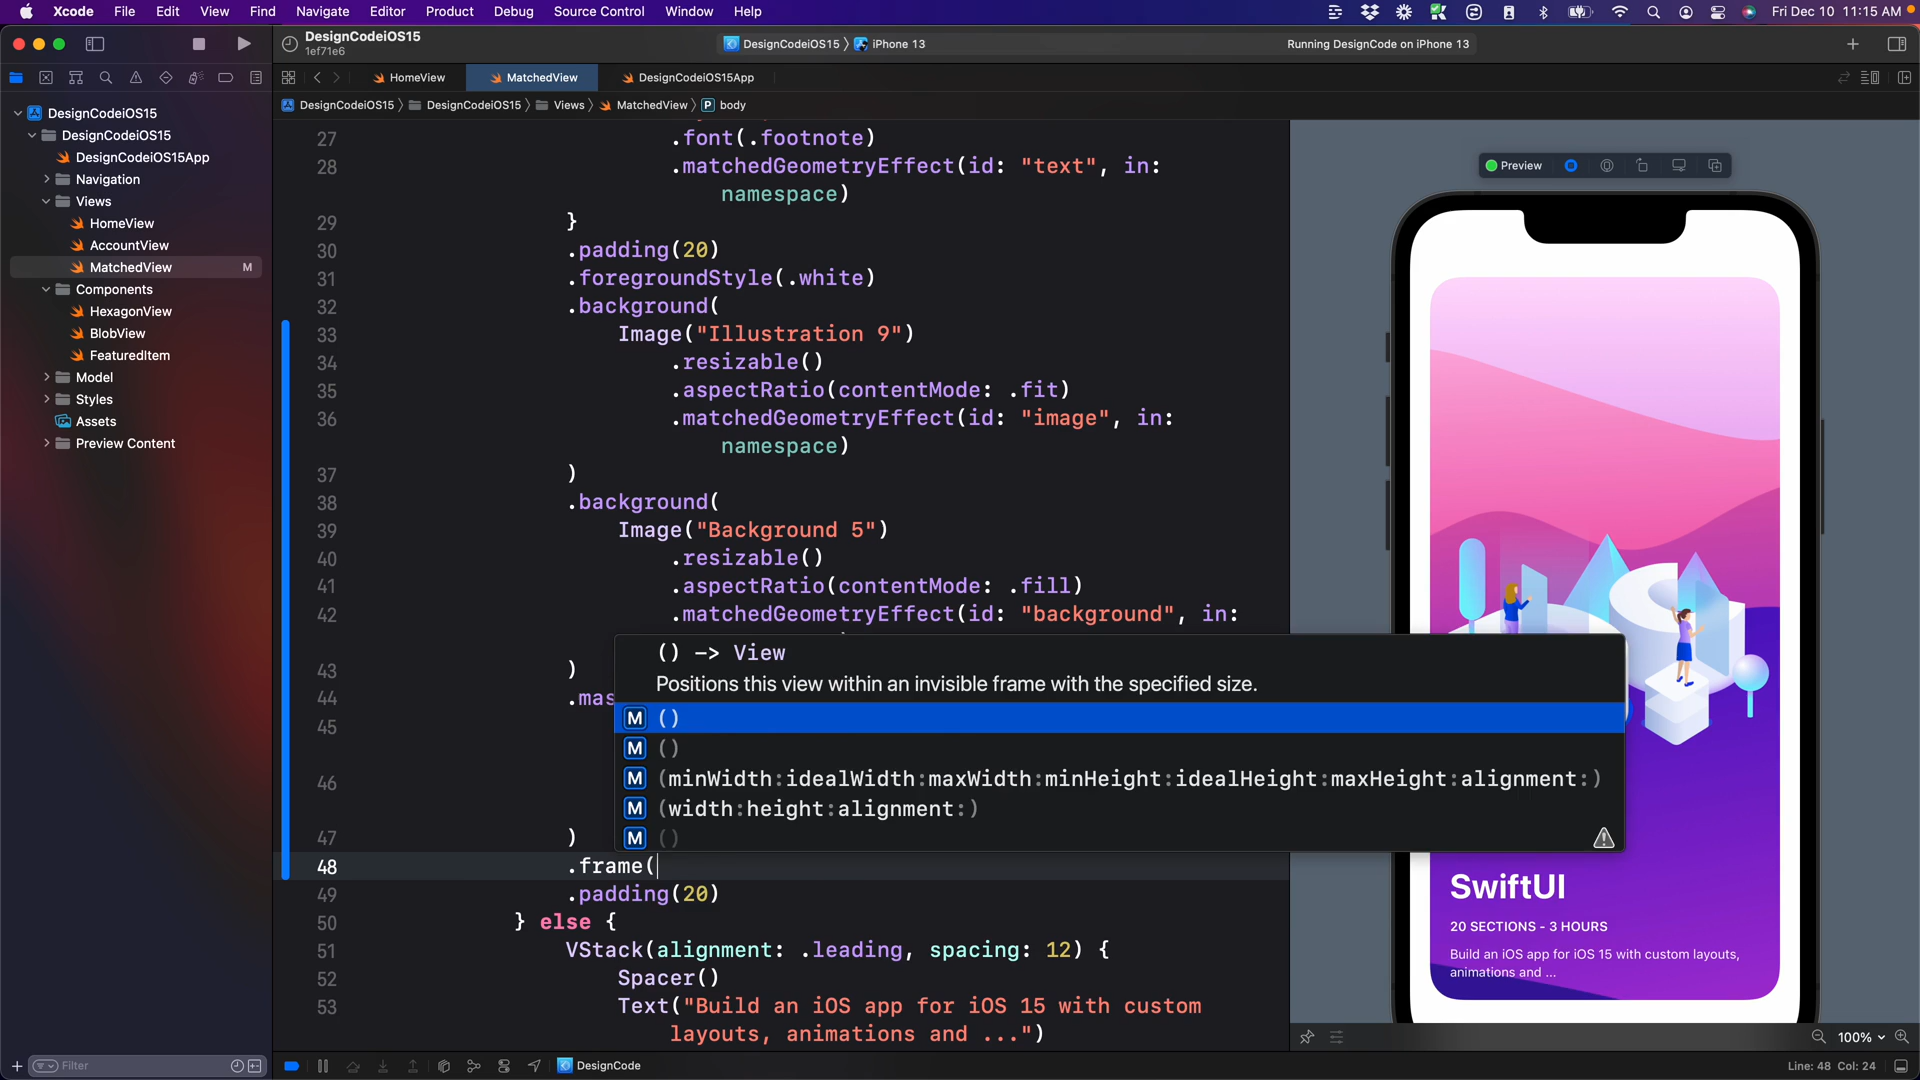 Xcode File Edit View Find Navigate Editor Product Debug Source Control Window Help
Fri Dec 10 11:15 AM
DesignCodeiOS15
1ef71e6
DesignCodeiOS15 iPhone 13
Running DesignCode on iPhone 13
HomeView MatchedView DesignCodeiOS15App
DesignCodeiOS15 DesignCodeiOS15 Views MatchedView P body
DesignCodeiOS15
DesignCodeiOS15
DesignCodeiOS15App
Navigation
Views
HomeView
AccountView
MatchedView M
Components
HexagonView
BlobView
FeaturedItem
Model
Styles
Assets
Preview Content
Filter
27 .font(.footnote)
28 .matchedGeometryEffect(id: "text", in:
namespace)
29 }
30 .padding(20)
31 .foregroundStyle(.white)
32 .background(
33 Image("Illustration 9")
34 .resizable()
35 .aspectRatio(contentMode: .fit)
36 .matchedGeometryEffect(id: "image", in:
namespace)
37 )
38 .background(
39 Image("Background 5")
40 .resizable()
41 .aspectRatio(contentMode: .fill)
42 .matchedGeometryEffect(id: "background", in:
43 )
44 .mas
45
46
47 )
48 .frame(
49 .padding(20)
50 } else {
51 VStack(alignment: .leading, spacing: 12) {
52 Spacer()
53 Text("Build an iOS app for iOS 15 with custom
layouts, animations and ...")
() -> View
Positions this view within an invisible frame with the specified size.
M ()
M ()
M (minWidth:idealWidth:maxWidth:minHeight:idealHeight:maxHeight:alignment:)
M (width:height:alignment:)
M ()
Preview
SwiftUI
20 SECTIONS - 3 HOURS
Build an iOS app for iOS 15 with custom layouts,
animations and ...
100%
DesignCode
Line: 48 Col: 24